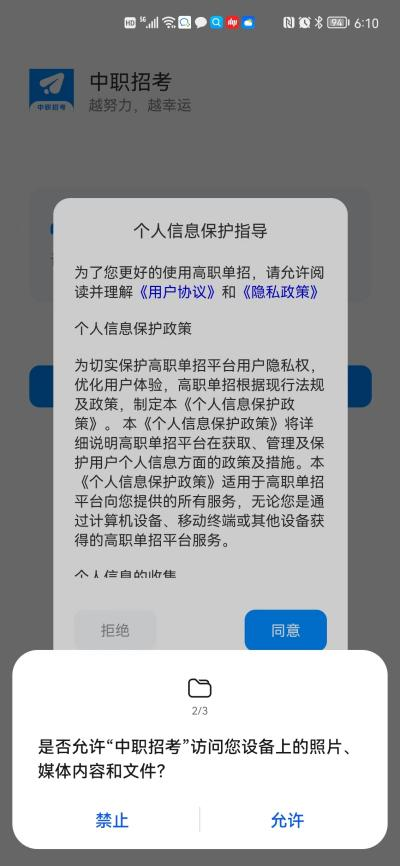 HD 5G 94 6:10
中职招考
中职招考
越努力，越幸运
个人信息保护指导
为了您更好的使用高职单招，请允许阅
读并理解《用户协议》和《隐私政策》
个人信息保护政策
为切实保护高职单招平台用户隐私权，
优化用户体验，高职单招根据现行法规
及政策，制定本《个人信息保护政
策》。 本《个人信息保护政策》将详
细说明高职单招平台在获取、管理及保
护用户个人信息方面的政策及措施。本
《个人信息保护政策》适用于高职单招
平台向您提供的所有服务，无论您是通
过计算机设备、移动终端或其他设备获
得的高职单招平台服务。
个人信息的收集
拒绝
同意
2/3
是否允许“中职招考”访问您设备上的照片、
媒体内容和文件？
禁止
允许